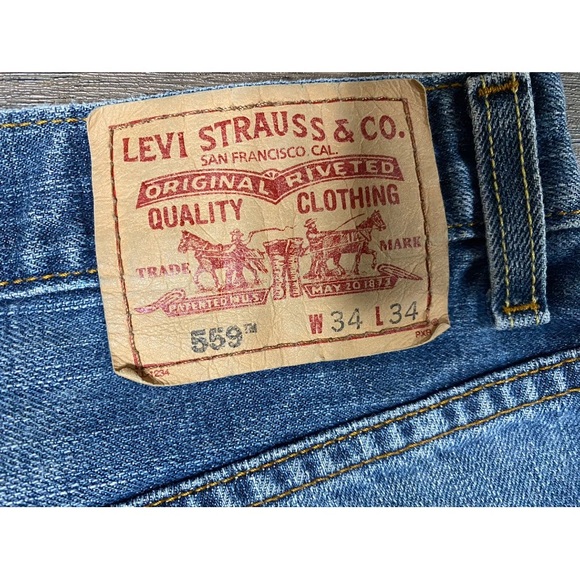 LEVI STRAUSS & CO.
SAN FRANCISCO, CAL.
ORIGINAL RIVETED
QUALITY CLOTHING
TRADE MARK
PATENTED IN U.S. MAY 20 1873
559™ W 34 L 34